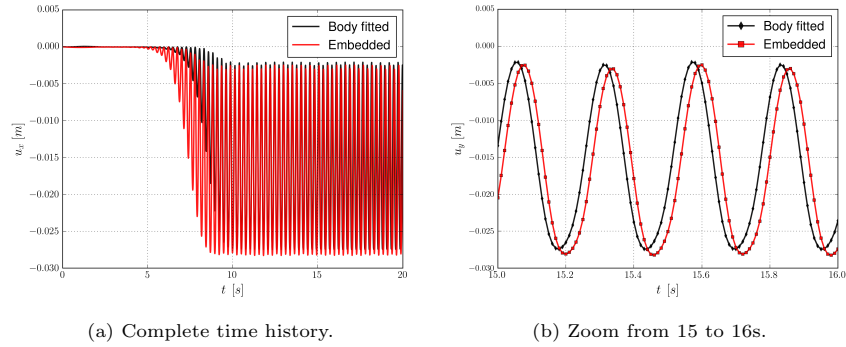 0.005
0.000
−0.005
−0.010
−0.015
−0.020
−0.025
−0.030
u_x [m]
0 5 10 15 20
t [s]
Body fitted
Embedded
(a) Complete time history.
0.005
0.000
−0.005
−0.010
−0.015
−0.020
−0.025
−0.030
u_y [m]
15.0 15.2 15.4 15.6 15.8 16.0
t [s]
Body fitted
Embedded
(b) Zoom from 15 to 16s.